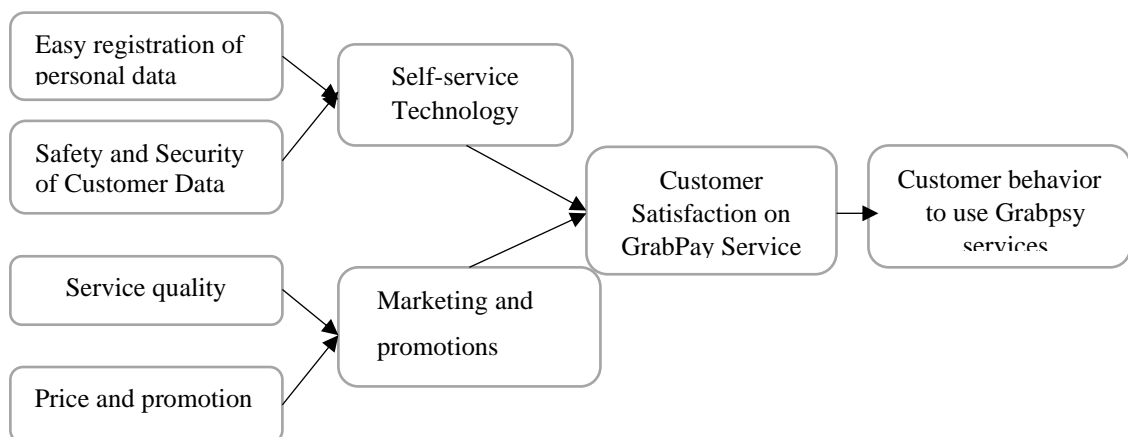 Easy registration of
personal data
Safety and Security
of Customer Data
Service quality
Price and promotion
Self-service
Technology
Marketing and
promotions
Customer
Satisfaction on
GrabPay Service
Customer behavior
to use Grabpsy
services